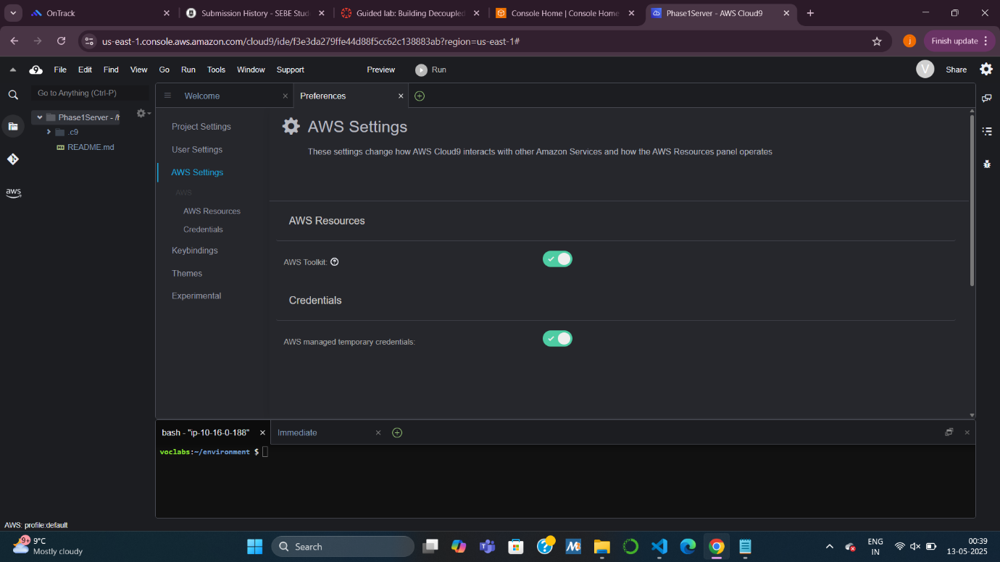 OnTrack
Submission History - SEBE Stud
Guided lab: Building Decoupled
Console Home | Console Home
Phase1Server - AWS Cloud9
us-east-1.console.aws.amazon.com/cloud9/ide/f3e3da279ffe44d88f5cc62c138883ab?region=us-east-1#
j
Finish update
9
File Edit Find View Go Run Tools Window Support Preview Run
V
Share
Go to Anything (Ctrl-P)
Welcome
Preferences
Phase1Server - /h
.c9
README.md
aws
Project Settings
User Settings
AWS Settings
AWS
AWS Resources
Credentials
Keybindings
Themes
Experimental
AWS Settings
These settings change how AWS Cloud9 interacts with other Amazon Services and how the AWS Resources panel operates
AWS Resources
AWS Toolkit:
Credentials
AWS managed temporary credentials:
bash - "ip-10-16-0-188"
Immediate
voclabs:~/environment $
AWS: profile:default
9+
9°C
Mostly cloudy
Search
ENG
IN
00:39
13-05-2025